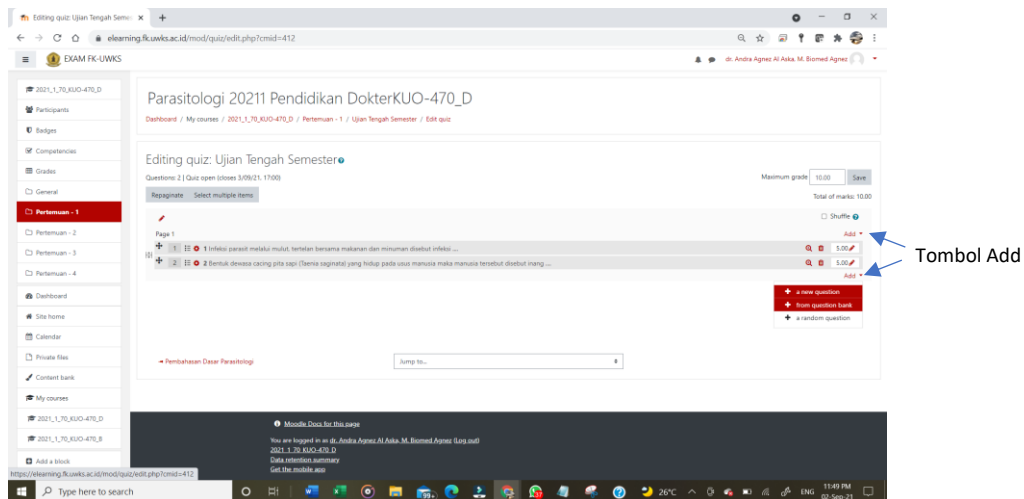 Editing quiz: Ujian Tengah Semes
elearning.fk.uwks.ac.id/mod/quiz/edit.php?cmid=412
EXAM FK-UWKS
dr. Andra Agnez Al Aska, M. Biomed Agnez
2021_1_70_KUO-470_D
Participants
Badges
Competencies
Grades
General
Pertemuan - 1
Pertemuan - 2
Pertemuan - 3
Pertemuan - 4
Dashboard
Site home
Calendar
Private files
Content bank
My courses
2021_1_70_KUO-470_D
2021_1_70_KUO-470_B
Add a block
Parasitologi 20211 Pendidikan DokterKUO-470_D
Dashboard / My courses / 2021_1_70_KUO-470_D / Pertemuan - 1 / Ujian Tengah Semester / Edit quiz
Editing quiz: Ujian Tengah Semester
Questions: 2 | Quiz open (closes 3/09/21, 17:00)
Maximum grade 10.00 Save
Repaginate Select multiple items
Total of marks: 10.00
Shuffle
Page 1
Add
1 1 Infeksi parasit melalui mulut, tertelan bersama makanan dan minuman disebut infeksi ....
5.00
2 2 Bentuk dewasa cacing pita sapi (Taenia saginata) yang hidup pada usus manusia maka manusia tersebut disebut inang ....
5.00
Add
a new question
from question bank
a random question
Tombol Add
Pembahasan Dasar Parasitologi
Jump to...
Moodle Docs for this page
You are logged in as dr. Andra Agnez Al Aska, M. Biomed Agnez (Log out)
2021_1_70_KUO-470_D
Data retention summary
Get the mobile app
https://elearning.fk.uwks.ac.id/mod/quiz/edit.php?cmid=412
Type here to search
99+
26°C
ENG
11:49 PM
02-Sep-21